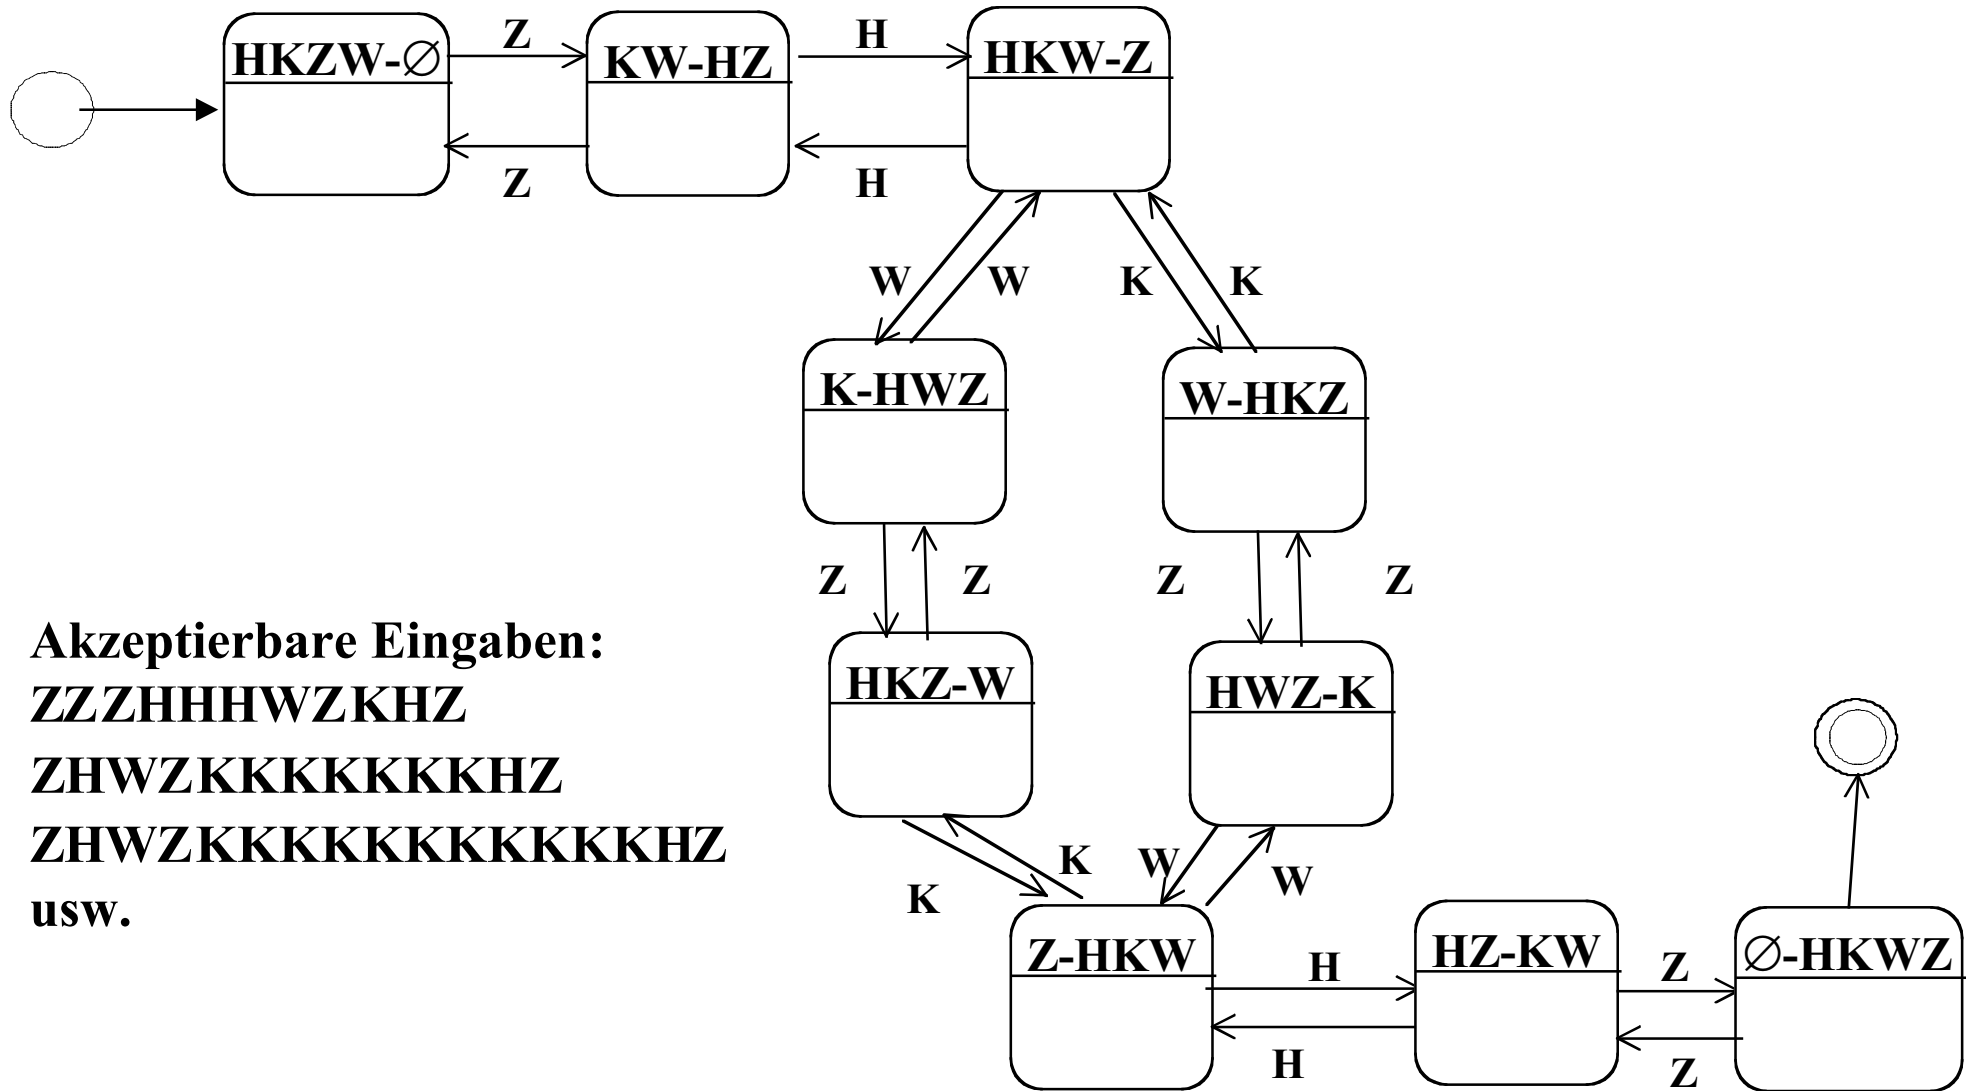 Z
H
HKZW-∅
KW-HZ
HKW-Z
Z
H
W
W
K
K
K-HWZ
W-HKZ
Z
Z
Z
Z
Akzeptierbare Eingaben:
ZZZHHHWZKHZ
ZHWZKKKKKKKHZ
ZHWZKKKKKKKKKKKHZ
usw.
HKZ-W
HWZ-K
K
K
W
W
Z-HKW
HZ-KW
∅-HKWZ
H
Z
H
Z